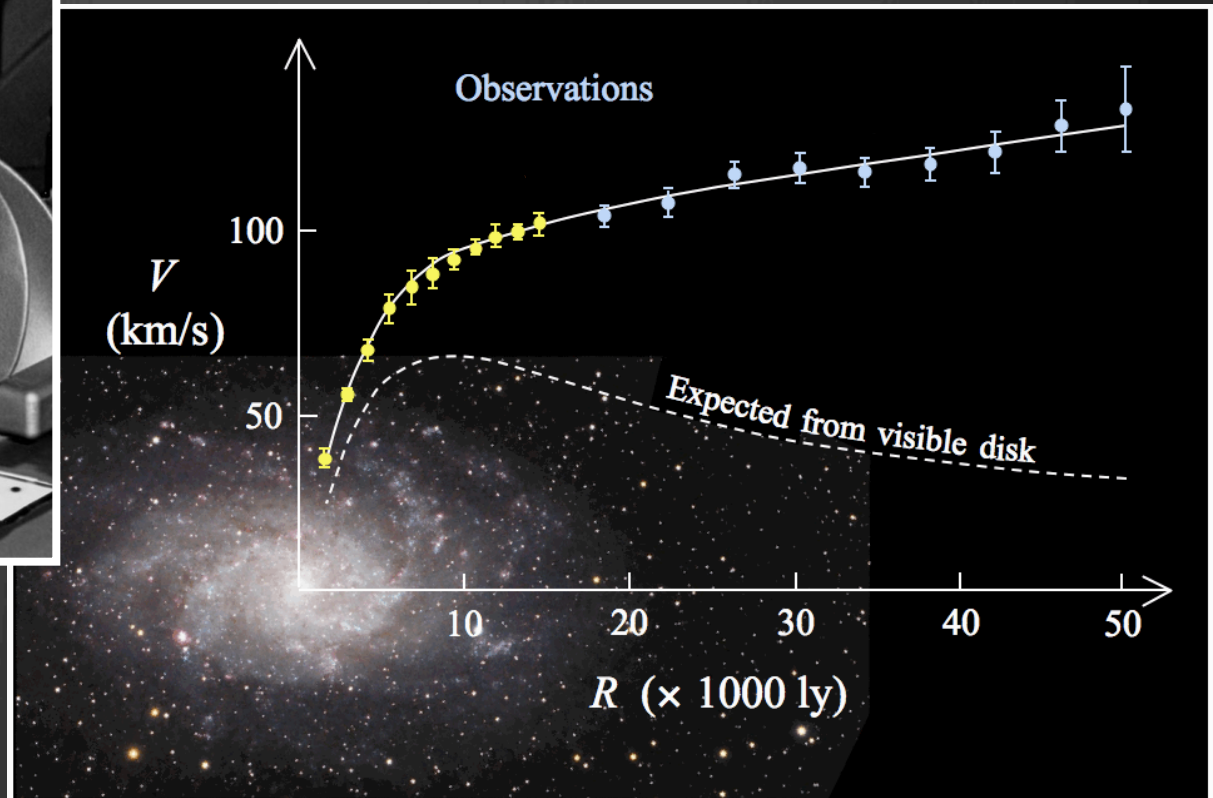 Observations
100
V
(km/s)
50
Expected from visible disk
10 20 30 40 50
R (× 1000 ly)